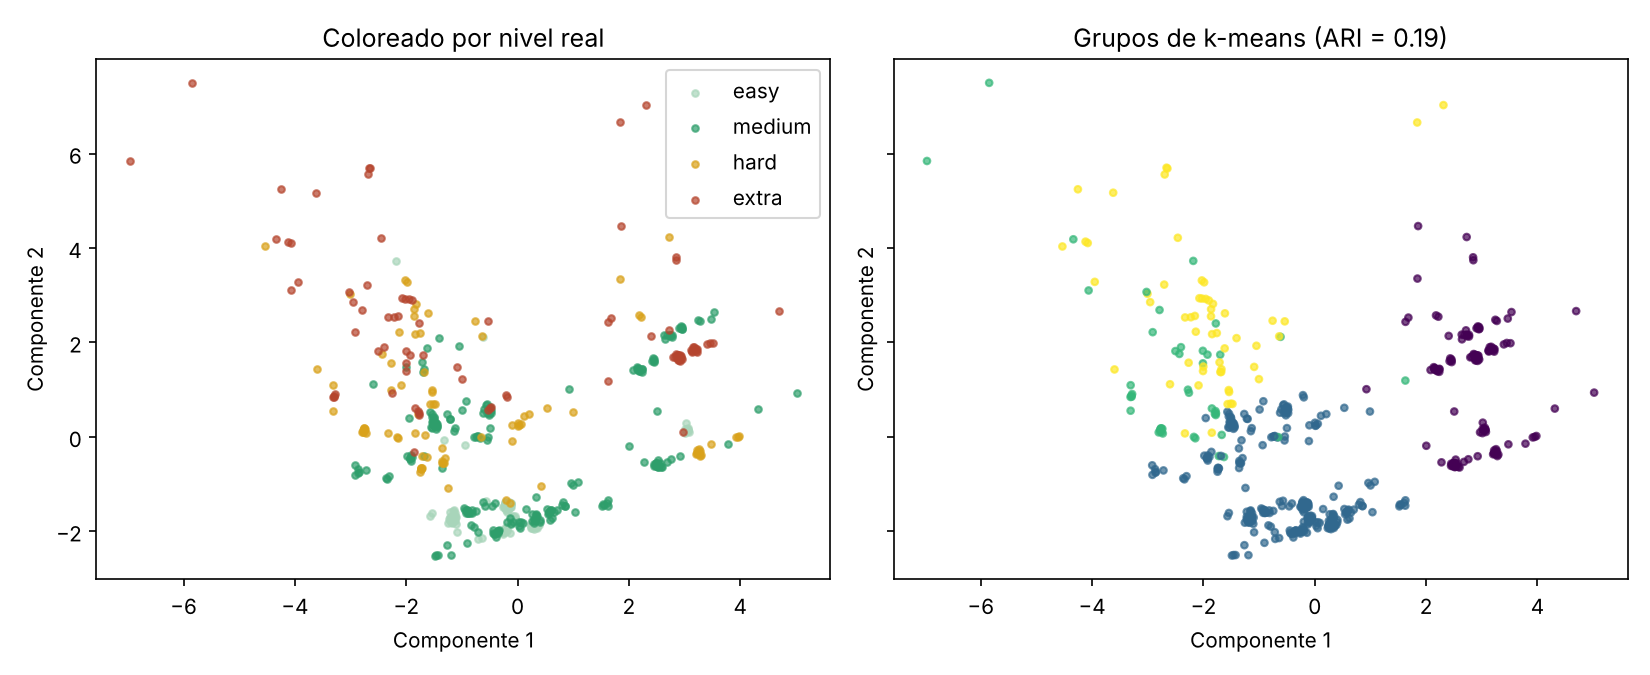 Coloreado por nivel real
easy
medium
hard
extra
6
4
2
0
−2
Componente 2
−6 −4 −2 0 2 4
Componente 1
Grupos de k-means (ARI = 0.19)
Componente 2
−6 −4 −2 0 2 4
Componente 1